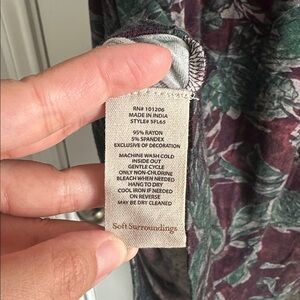 RN# 101206
MADE IN INDIA
STYLE# 5FL65
95% RAYON
5% SPANDEX
EXCLUSIVE OF DECORATION
MACHINE WASH COLD
INSIDE OUT
GENTLE CYCLE
ONLY NON-CHLORINE
BLEACH WHEN NEEDED
HANG TO DRY
COOL IRON IF NEEDED
ON REVERSE
MAY BE DRY CLEANED
Soft Surroundings